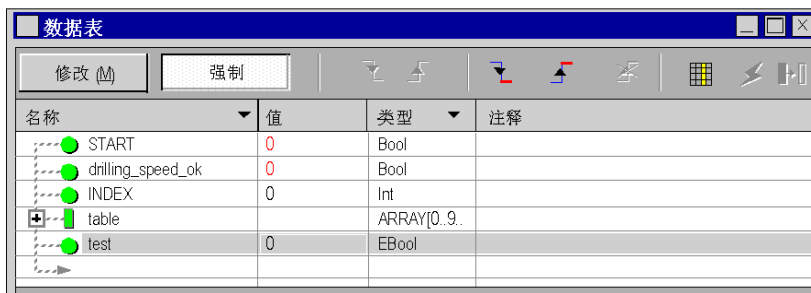 数据表
修改 (M) 强制
名称 值 类型 注释
START 0 Bool
drilling_speed_ok 0 Bool
INDEX 0 Int
table ARRAY[0..9..
test 0 EBool